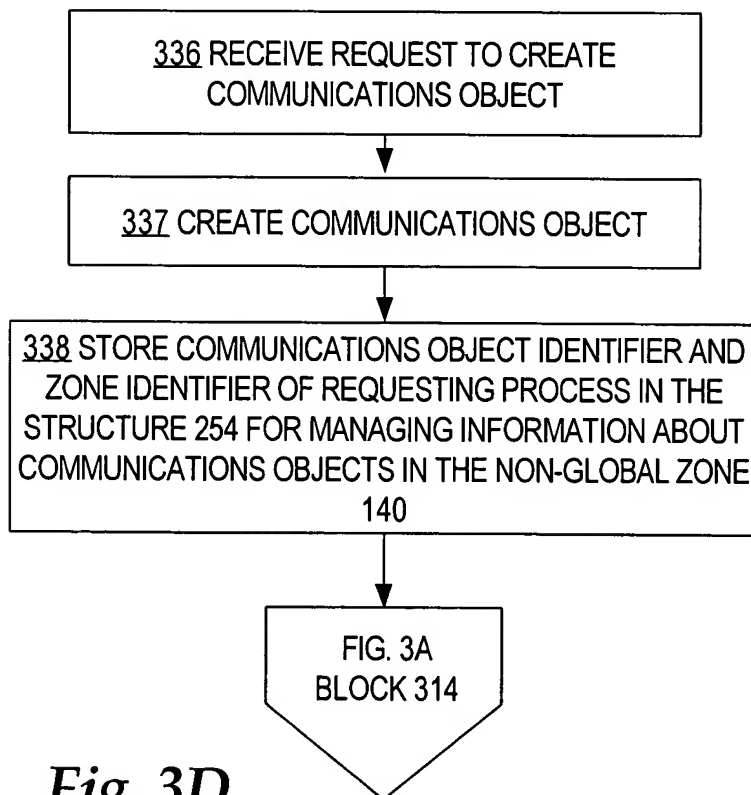 336 RECEIVE REQUEST TO CREATE
COMMUNICATIONS OBJECT
337 CREATE COMMUNICATIONS OBJECT
338 STORE COMMUNICATIONS OBJECT IDENTIFIER AND
ZONE IDENTIFIER OF REQUESTING PROCESS IN THE
STRUCTURE 254 FOR MANAGING INFORMATION ABOUT
COMMUNICATIONS OBJECTS IN THE NON-GLOBAL ZONE
140
FIG. 3A
BLOCK 314
Fig. 3D